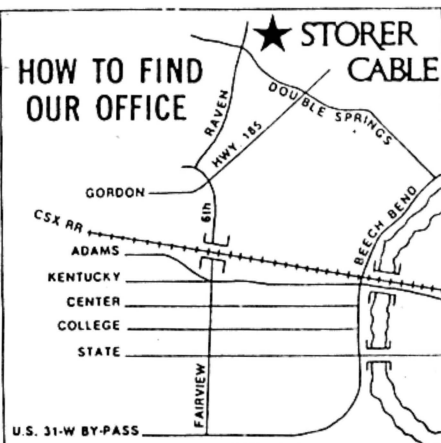 ★ STORER
CABLE
HOW TO FIND
OUR OFFICE
RAVEN
HWY. 185
DOUBLE SPRINGS
GORDON
6th
CSX RR
BEECH BEND
ADAMS
KENTUCKY
CENTER
COLLEGE
STATE
FAIRVIEW
U.S. 31-W BY-PASS